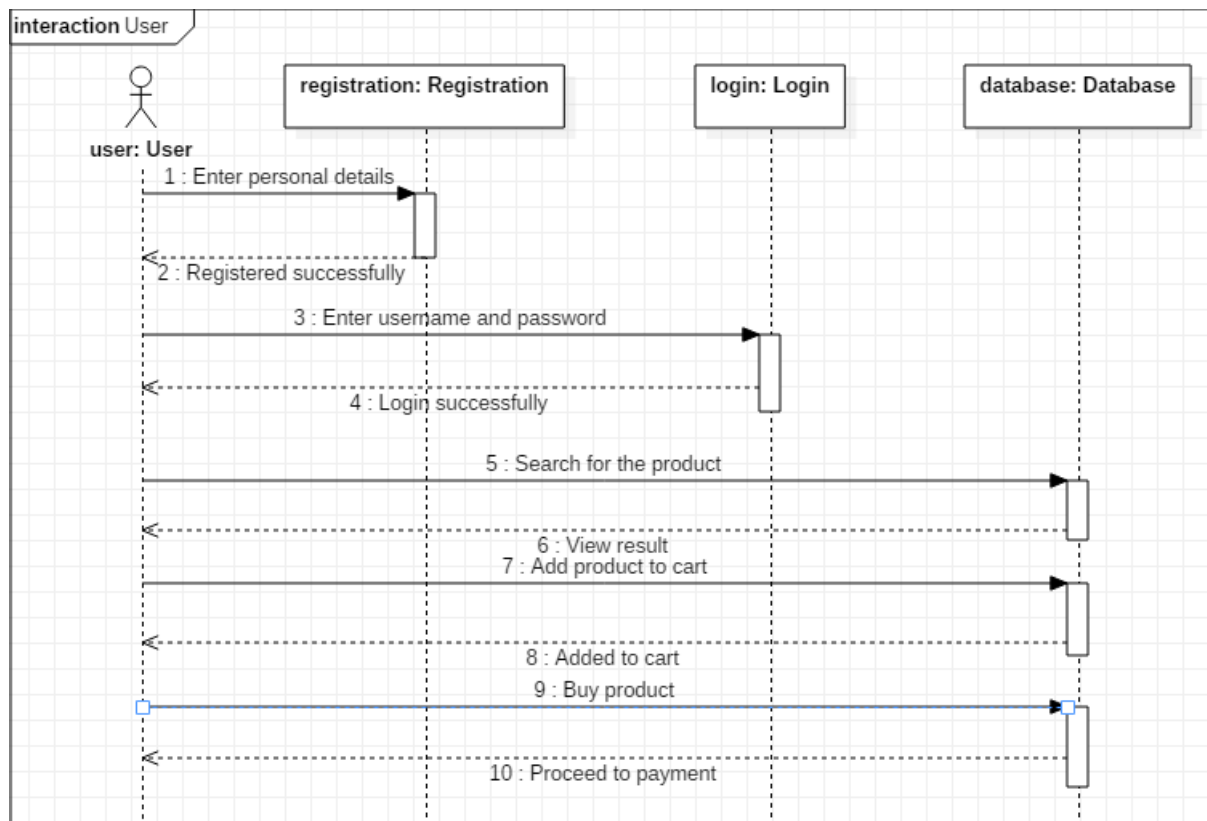 interaction User
registration: Registration
login: Login
database: Database
user: User
1 : Enter personal details
2 : Registered successfully
3 : Enter username and password
4 : Login successfully
5 : Search for the product
6 : View result
7 : Add product to cart
8 : Added to cart
9 : Buy product
10 : Proceed to payment